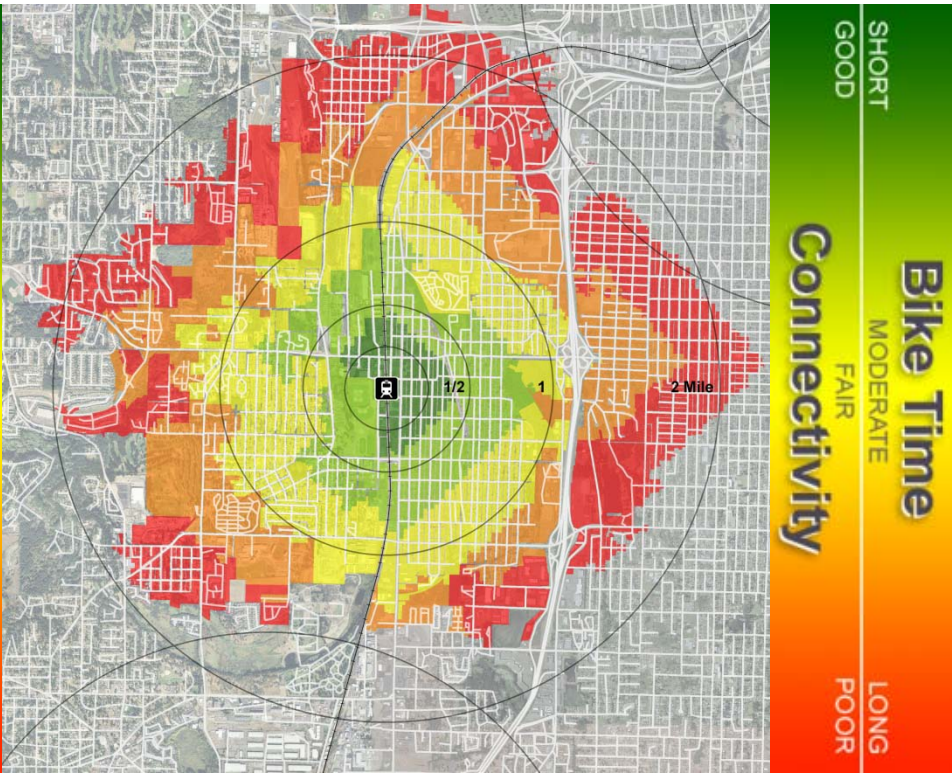 1/2
1
2 Mile
Bike Time
SHORT MODERATE LONG
GOOD FAIR POOR
Connectivity